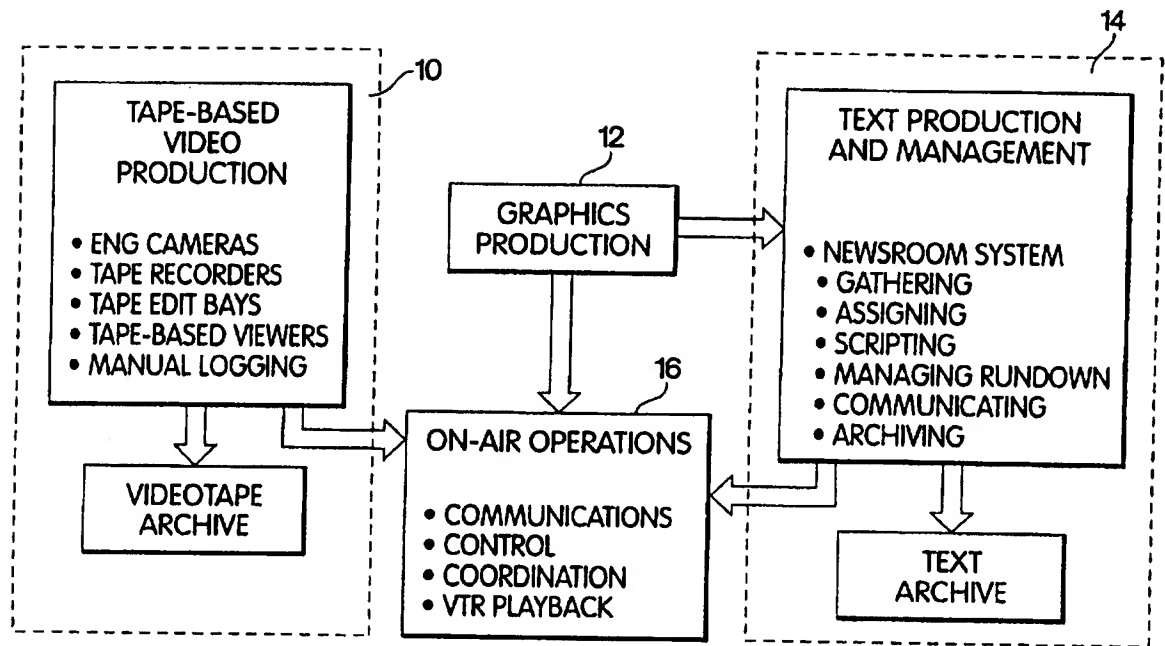 10
TAPE-BASED
VIDEO
PRODUCTION
• ENG CAMERAS
• TAPE RECORDERS
• TAPE EDIT BAYS
• TAPE-BASED VIEWERS
• MANUAL LOGGING
VIDEOTAPE
ARCHIVE
12
GRAPHICS
PRODUCTION
16
ON-AIR OPERATIONS
• COMMUNICATIONS
• CONTROL
• COORDINATION
• VTR PLAYBACK
14
TEXT PRODUCTION
AND MANAGEMENT
• NEWSROOM SYSTEM
• GATHERING
• ASSIGNING
• SCRIPTING
• MANAGING RUNDOWN
• COMMUNICATING
• ARCHIVING
TEXT
ARCHIVE